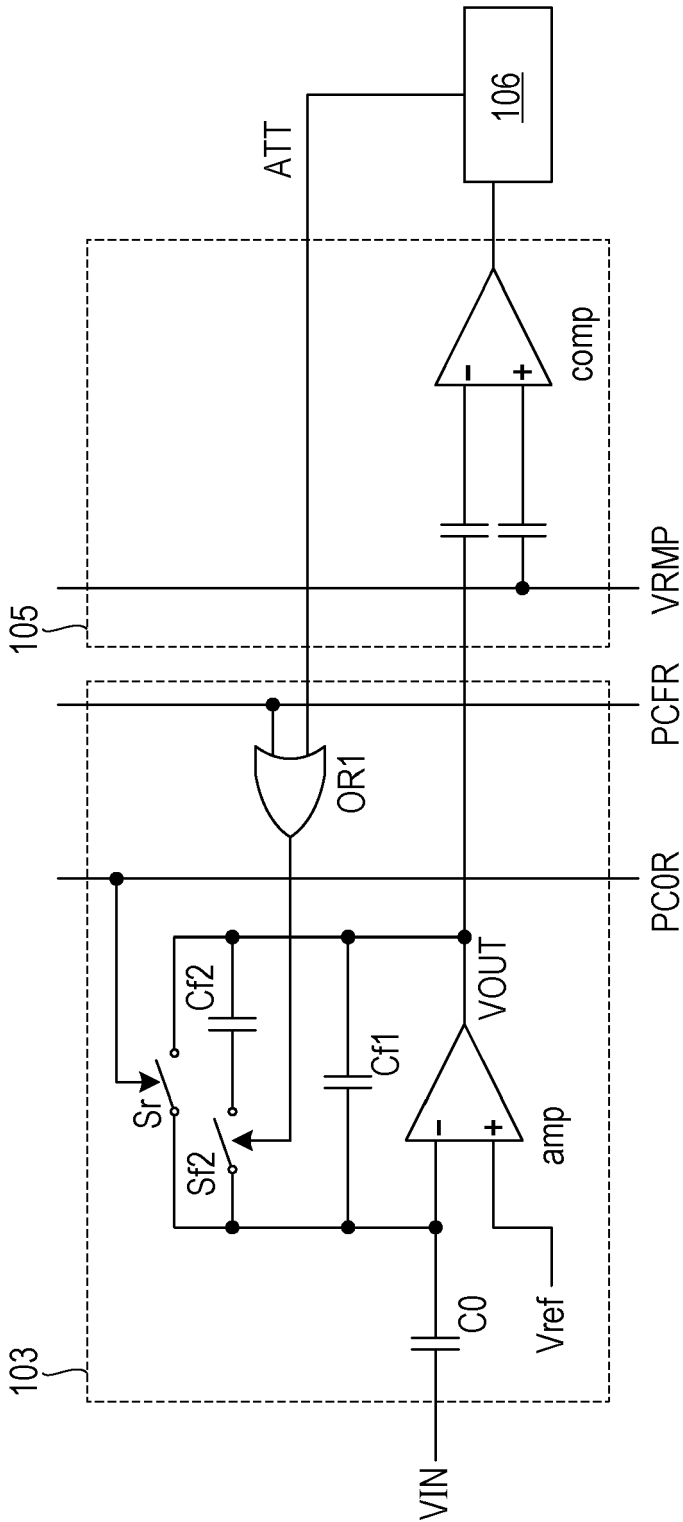 103
105
106
ATT
PC0R
PCFR
VRMP
Sr
Sf2
Cf2
OR1
Cf1
VIN
C0
Vref
−
+
amp
VOUT
−
+
comp